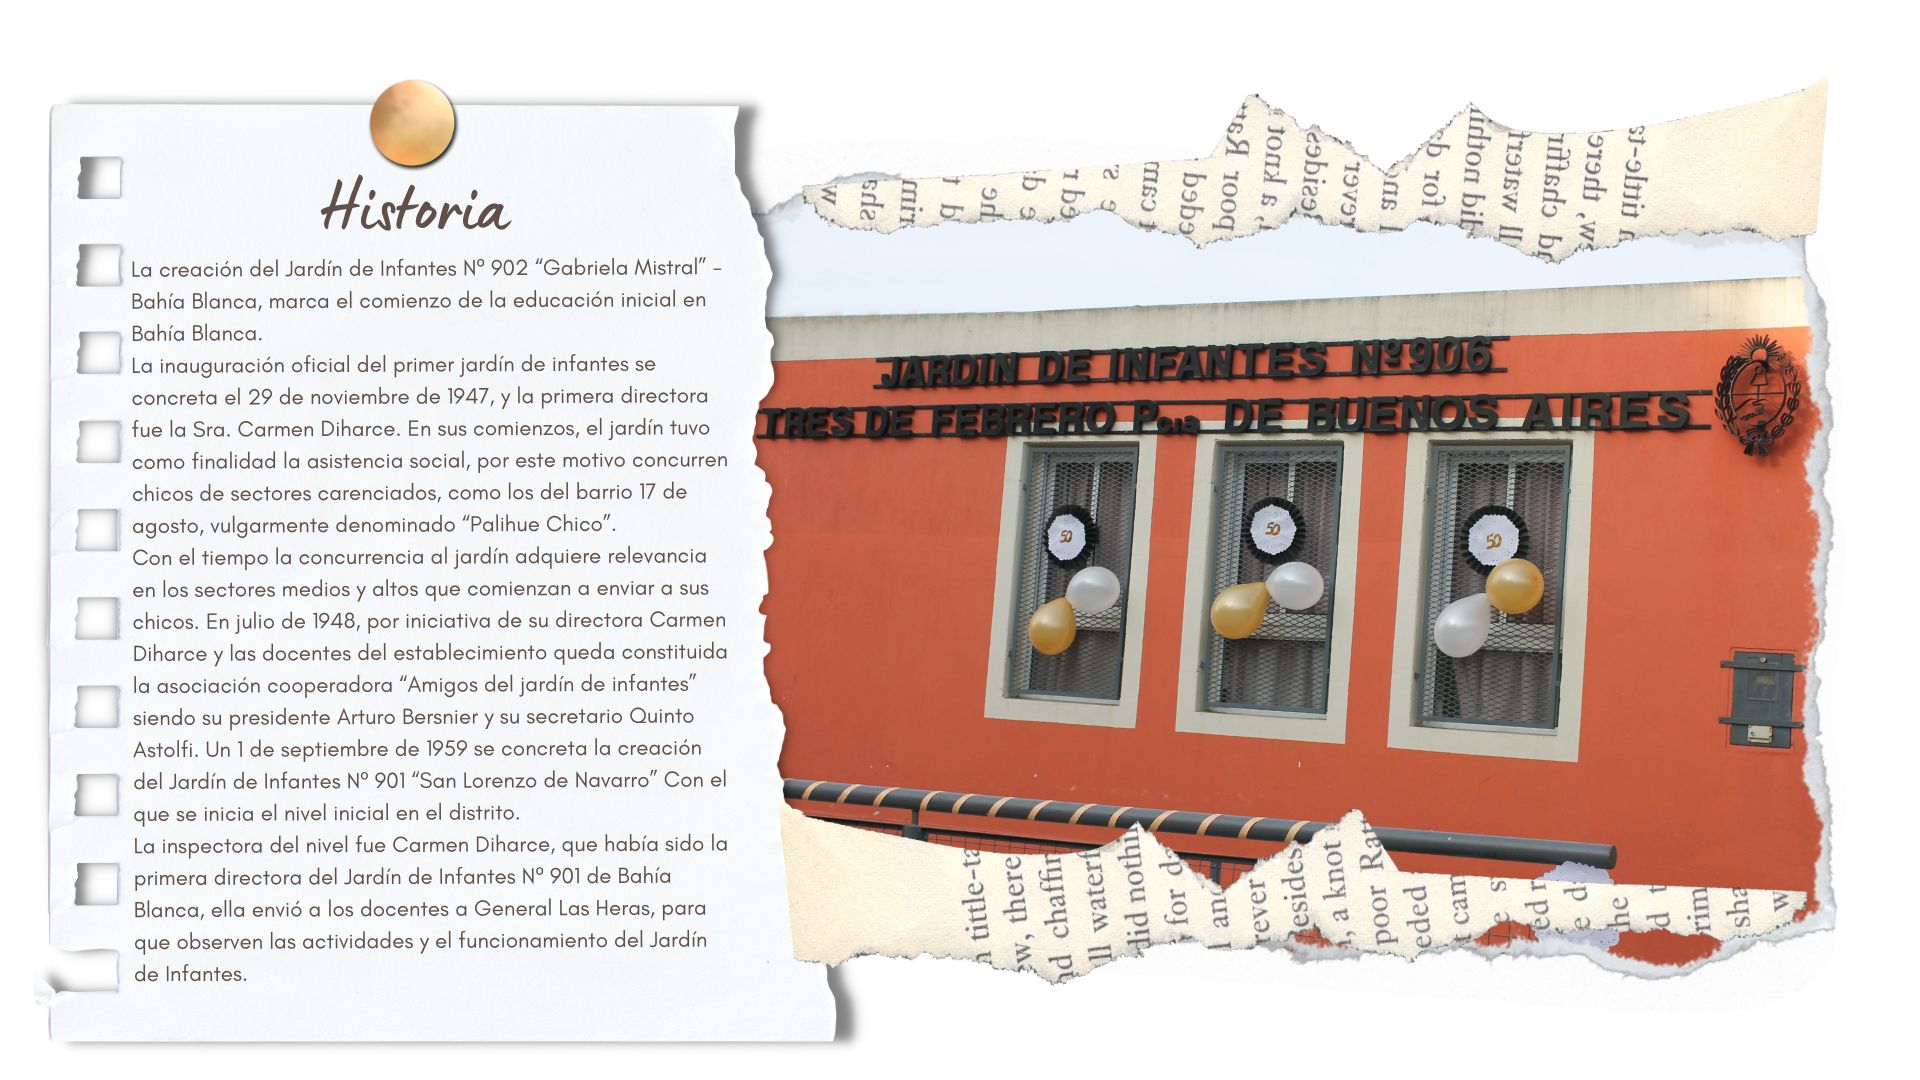 Historia
La creación del Jardín de Infantes N° 902 “Gabriela Mistral” -
Bahía Blanca, marca el comienzo de la educación inicial en
Bahía Blanca.
La inauguración oficial del primer jardín de infantes se
concreta el 29 de noviembre de 1947, y la primera directora
fue la Sra. Carmen Diharce. En sus comienzos, el jardín tuvo
como finalidad la asistencia social, por este motivo concurren
chicos de sectores carenciados, como los del barrio 17 de
agosto, vulgarmente denominado “Palihue Chico”.
Con el tiempo la concurrencia al jardín adquiere relevancia
en los sectores medios y altos que comienzan a enviar a sus
chicos. En julio de 1948, por iniciativa de su directora Carmen
Diharce y las docentes del establecimiento queda constituida
la asociación cooperadora “Amigos del jardín de infantes”
siendo su presidente Arturo Bersnier y su secretario Quinto
Astolfi. Un 1 de septiembre de 1959 se concreta la creación
del Jardín de Infantes N° 901 “San Lorenzo de Navarro” Con el
que se inicia el nivel inicial en el distrito.
La inspectora del nivel fue Carmen Diharce, que había sido la
primera directora del Jardín de Infantes N° 901 de Bahía
Blanca, ella envió a los docentes a General Las Heras, para
que observen las actividades y el funcionamiento del Jardín
de Infantes.
JARDIN DE INFANTES Nº906
TRES DE FEBRERO Pcia DE BUENOS AIRES
50
50
50